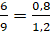 6/9 = 0,8/1,2